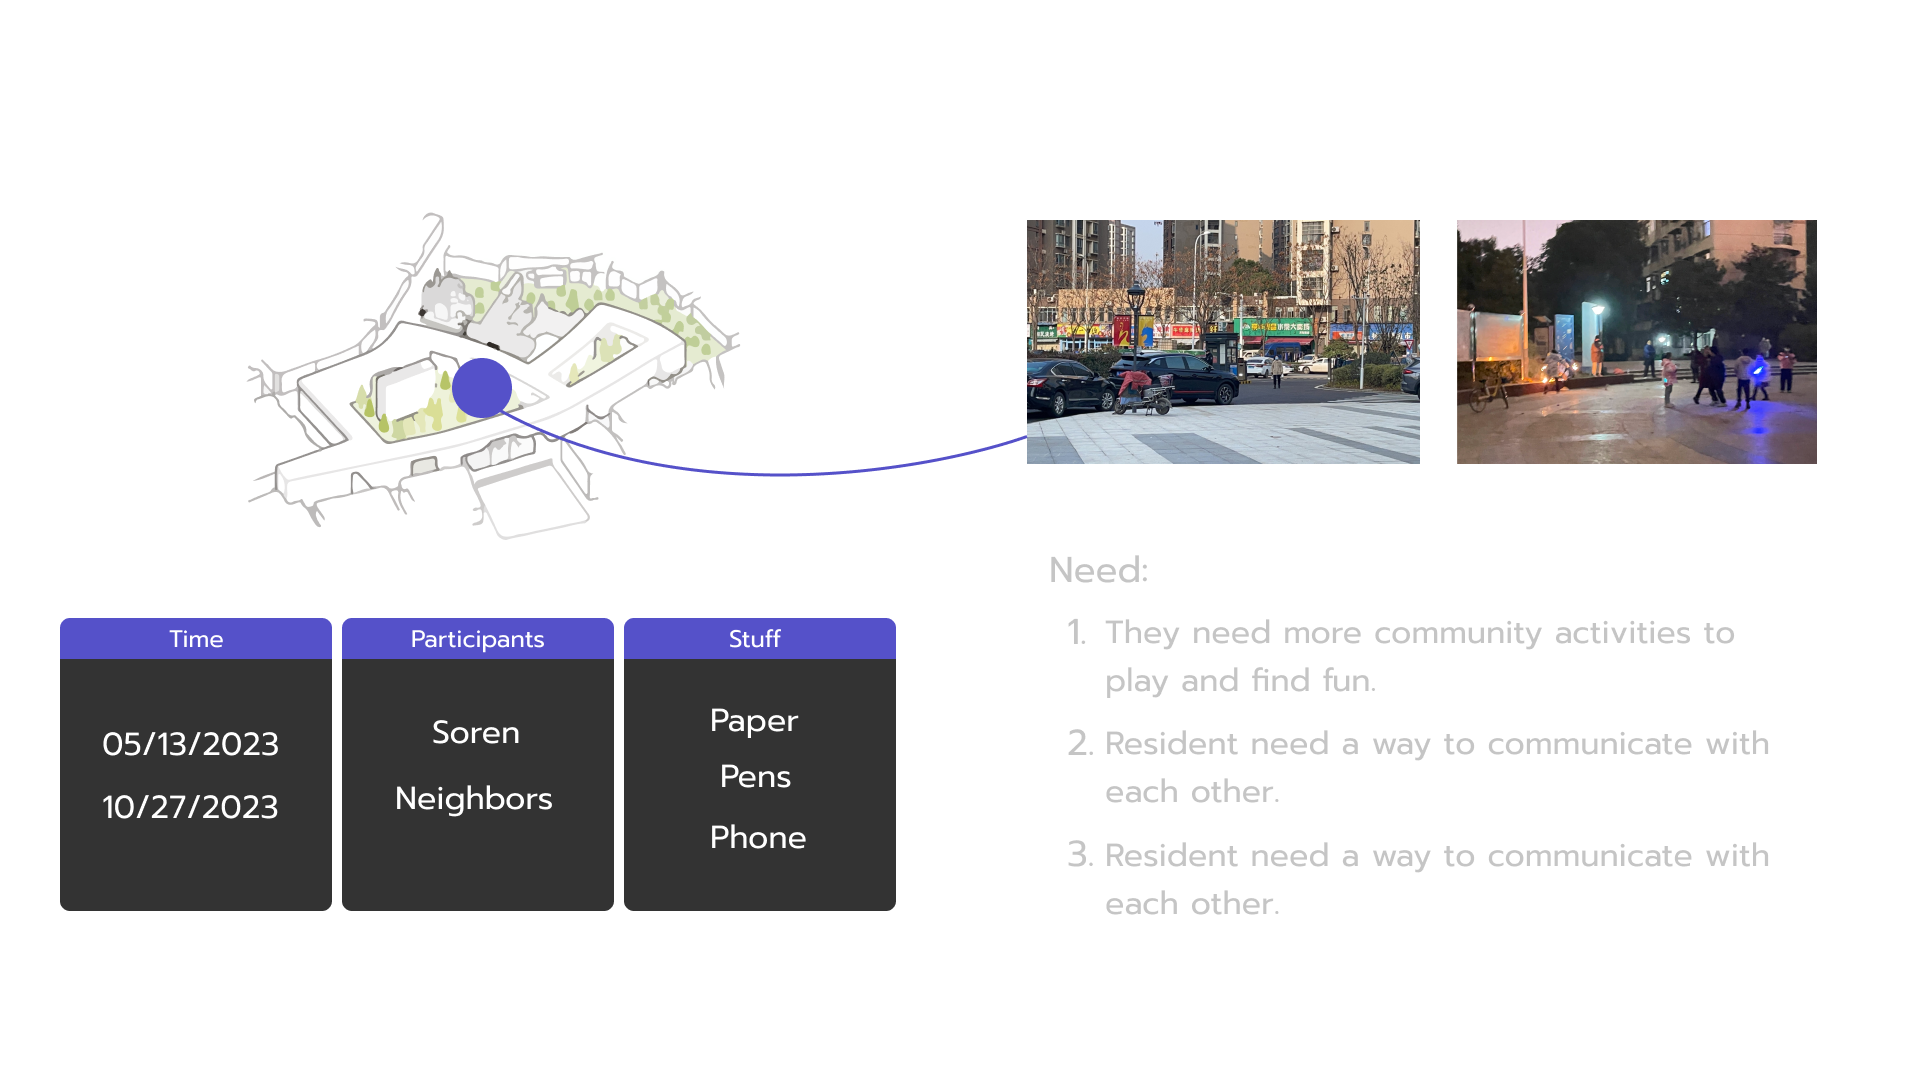 Time
05/13/2023
10/27/2023
Participants
Soren
Neighbors
Stuff
Paper
Pens
Phone
Need:
1. They need more community activities to
play and find fun.
2. Resident need a way to communicate with
each other.
3. Resident need a way to communicate with
each other.